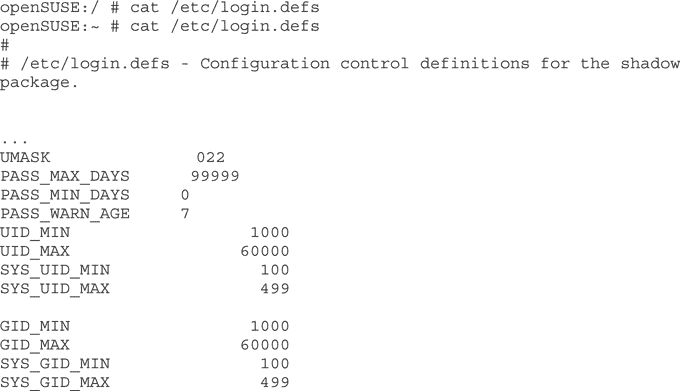 openSUSE:/ # cat /etc/login.defs
openSUSE:~ # cat /etc/login.defs
#
# /etc/login.defs - Configuration control definitions for the shadow
package.
...
UMASK 022
PASS_MAX_DAYS 99999
PASS_MIN_DAYS 0
PASS_WARN_AGE 7
UID_MIN 1000
UID_MAX 60000
SYS_UID_MIN 100
SYS_UID_MAX 499
GID_MIN 1000
GID_MAX 60000
SYS_GID_MIN 100
SYS_GID_MAX 499